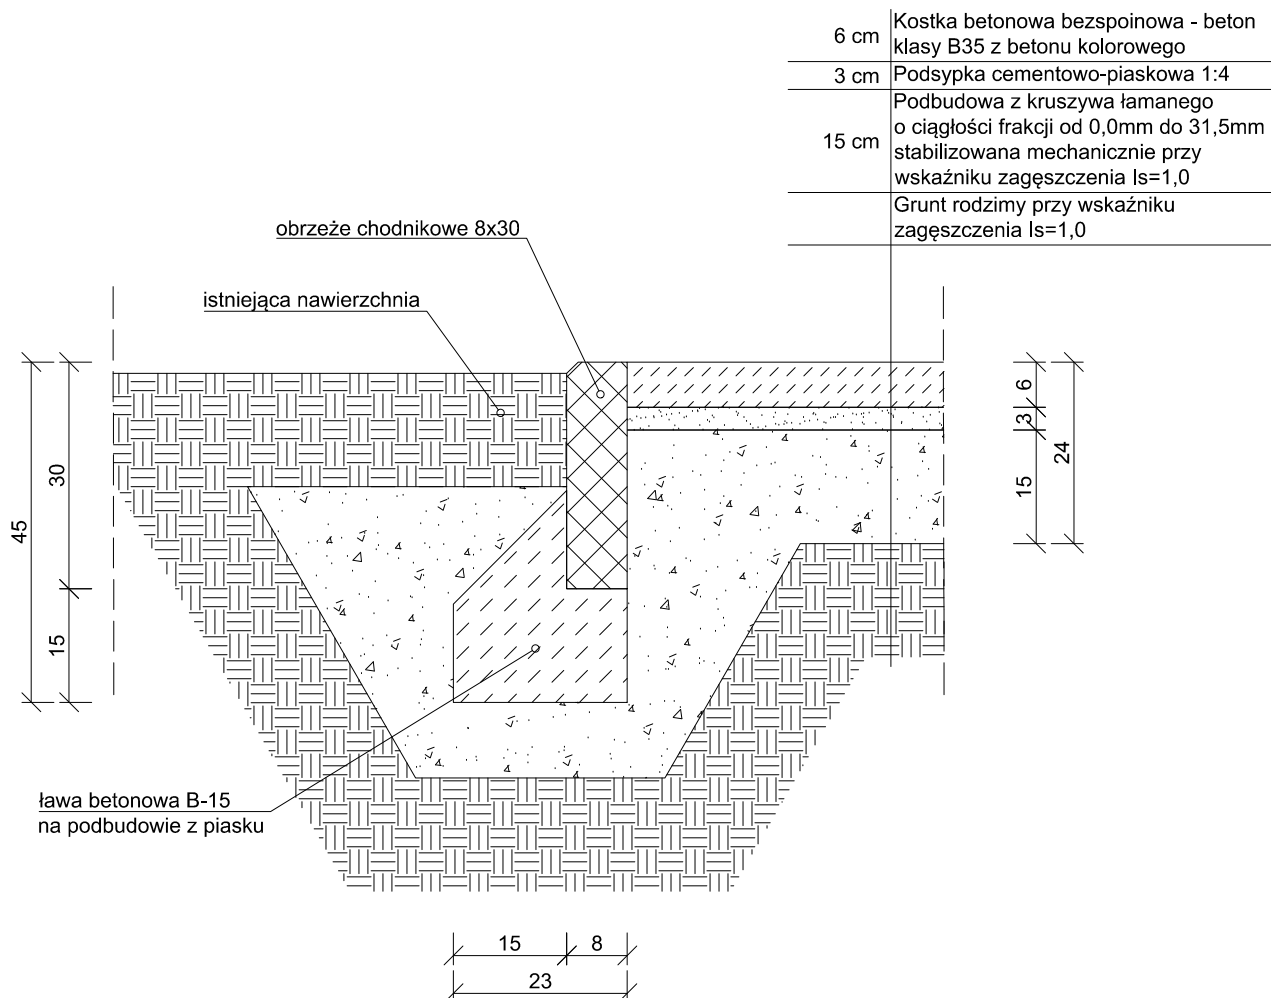 6 cm
Kostka betonowa bezspoinowa - beton
klasy B35 z betonu kolorowego
3 cm
Podsypka cementowo-piaskowa 1:4
15 cm
Podbudowa z kruszywa łamanego
o ciągłości frakcji od 0,0mm do 31,5mm
stabilizowana mechanicznie przy
wskaźniku zagęszczenia Is=1,0
Grunt rodzimy przy wskaźniku
zagęszczenia Is=1,0
obrzeże chodnikowe 8x30
istniejąca nawierzchnia
45
30
15
6
3
15
24
ława betonowa B-15
na podbudowie z piasku
15
8
23